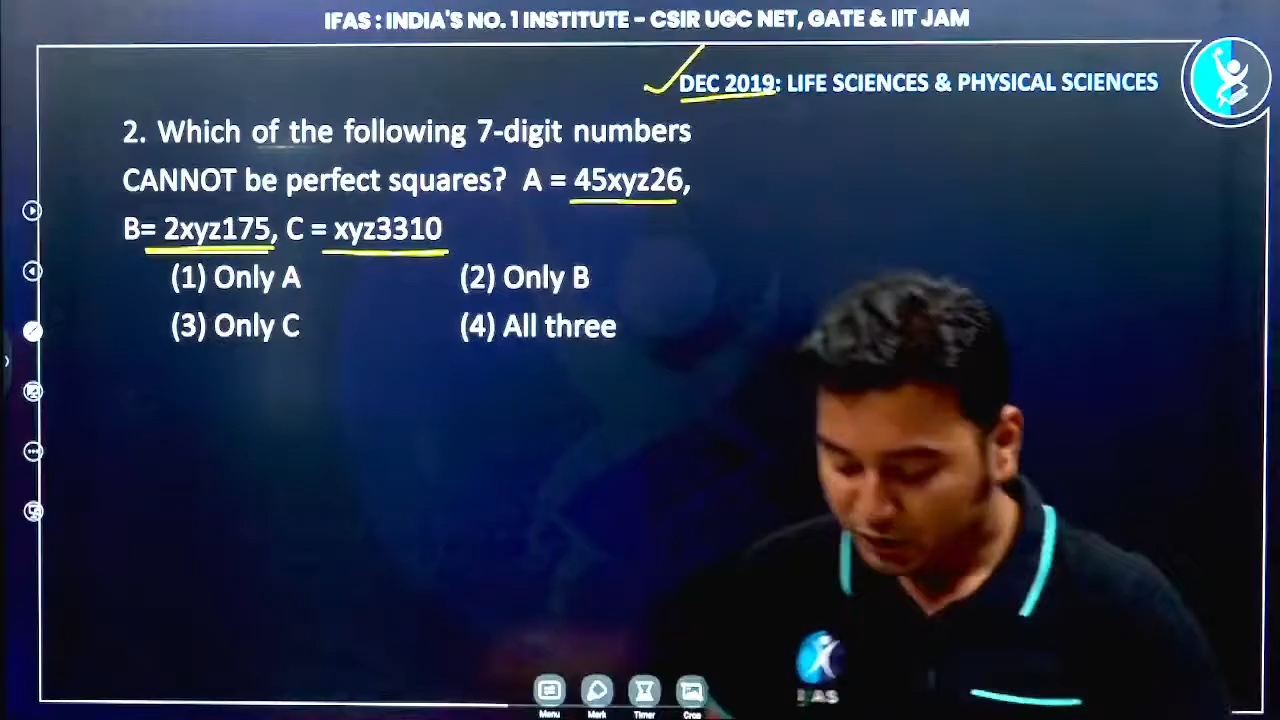 IFAS : INDIA'S NO. 1 INSTITUTE – CSIR UGC NET, GATE & IIT JAM
DEC 2019: LIFE SCIENCES & PHYSICAL SCIENCES
2. Which of the following 7-digit numbers
CANNOT be perfect squares? A = 45xyz26,
B= 2xyz175, C = xyz3310
(1) Only A (2) Only B
(3) Only C (4) All three
Menu Mark Timer Crop